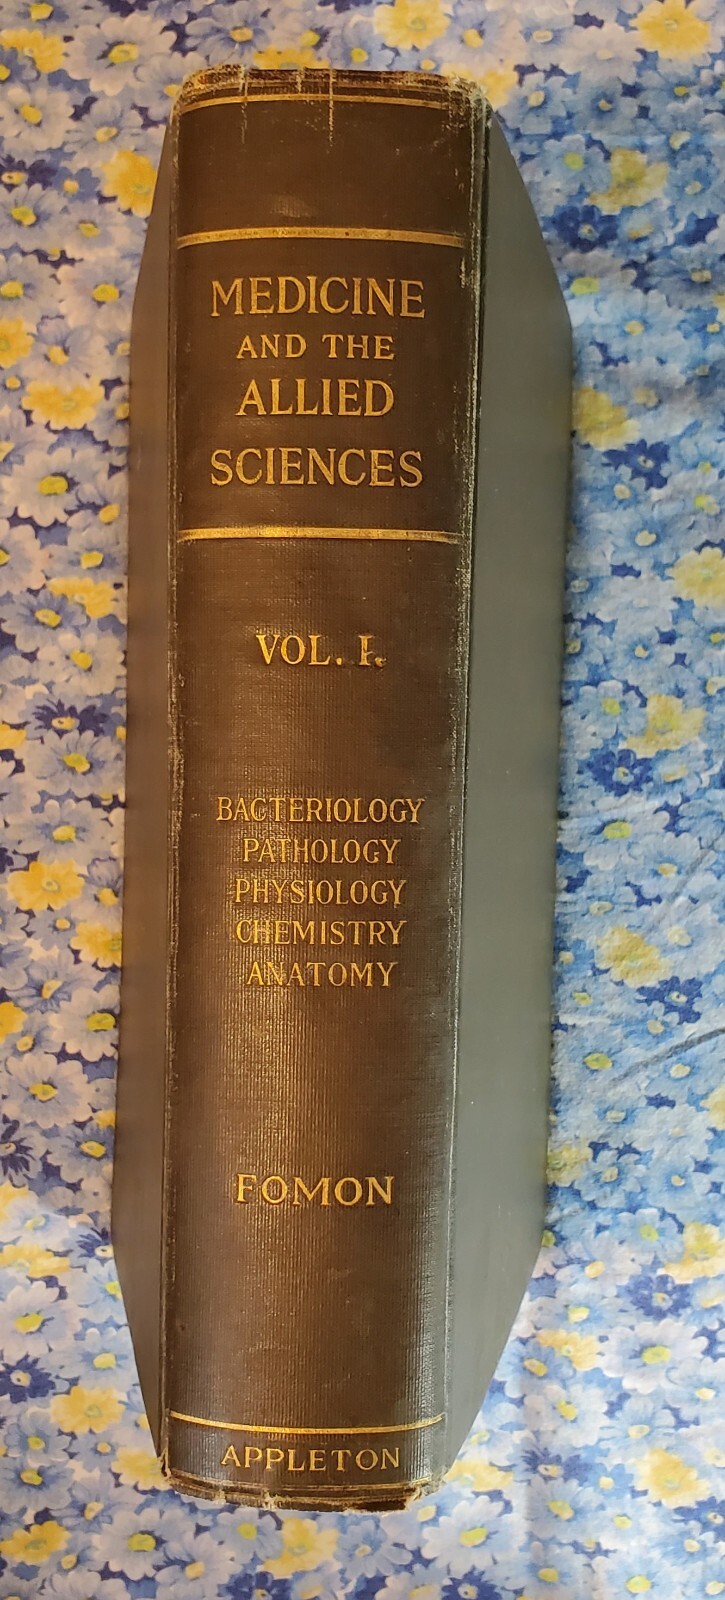 MEDICINE
AND THE
ALLIED
SCIENCES
VOL. I.
BACTERIOLOGY
PATHOLOGY
PHYSIOLOGY
CHEMISTRY
ANATOMY
FOMON
APPLETON